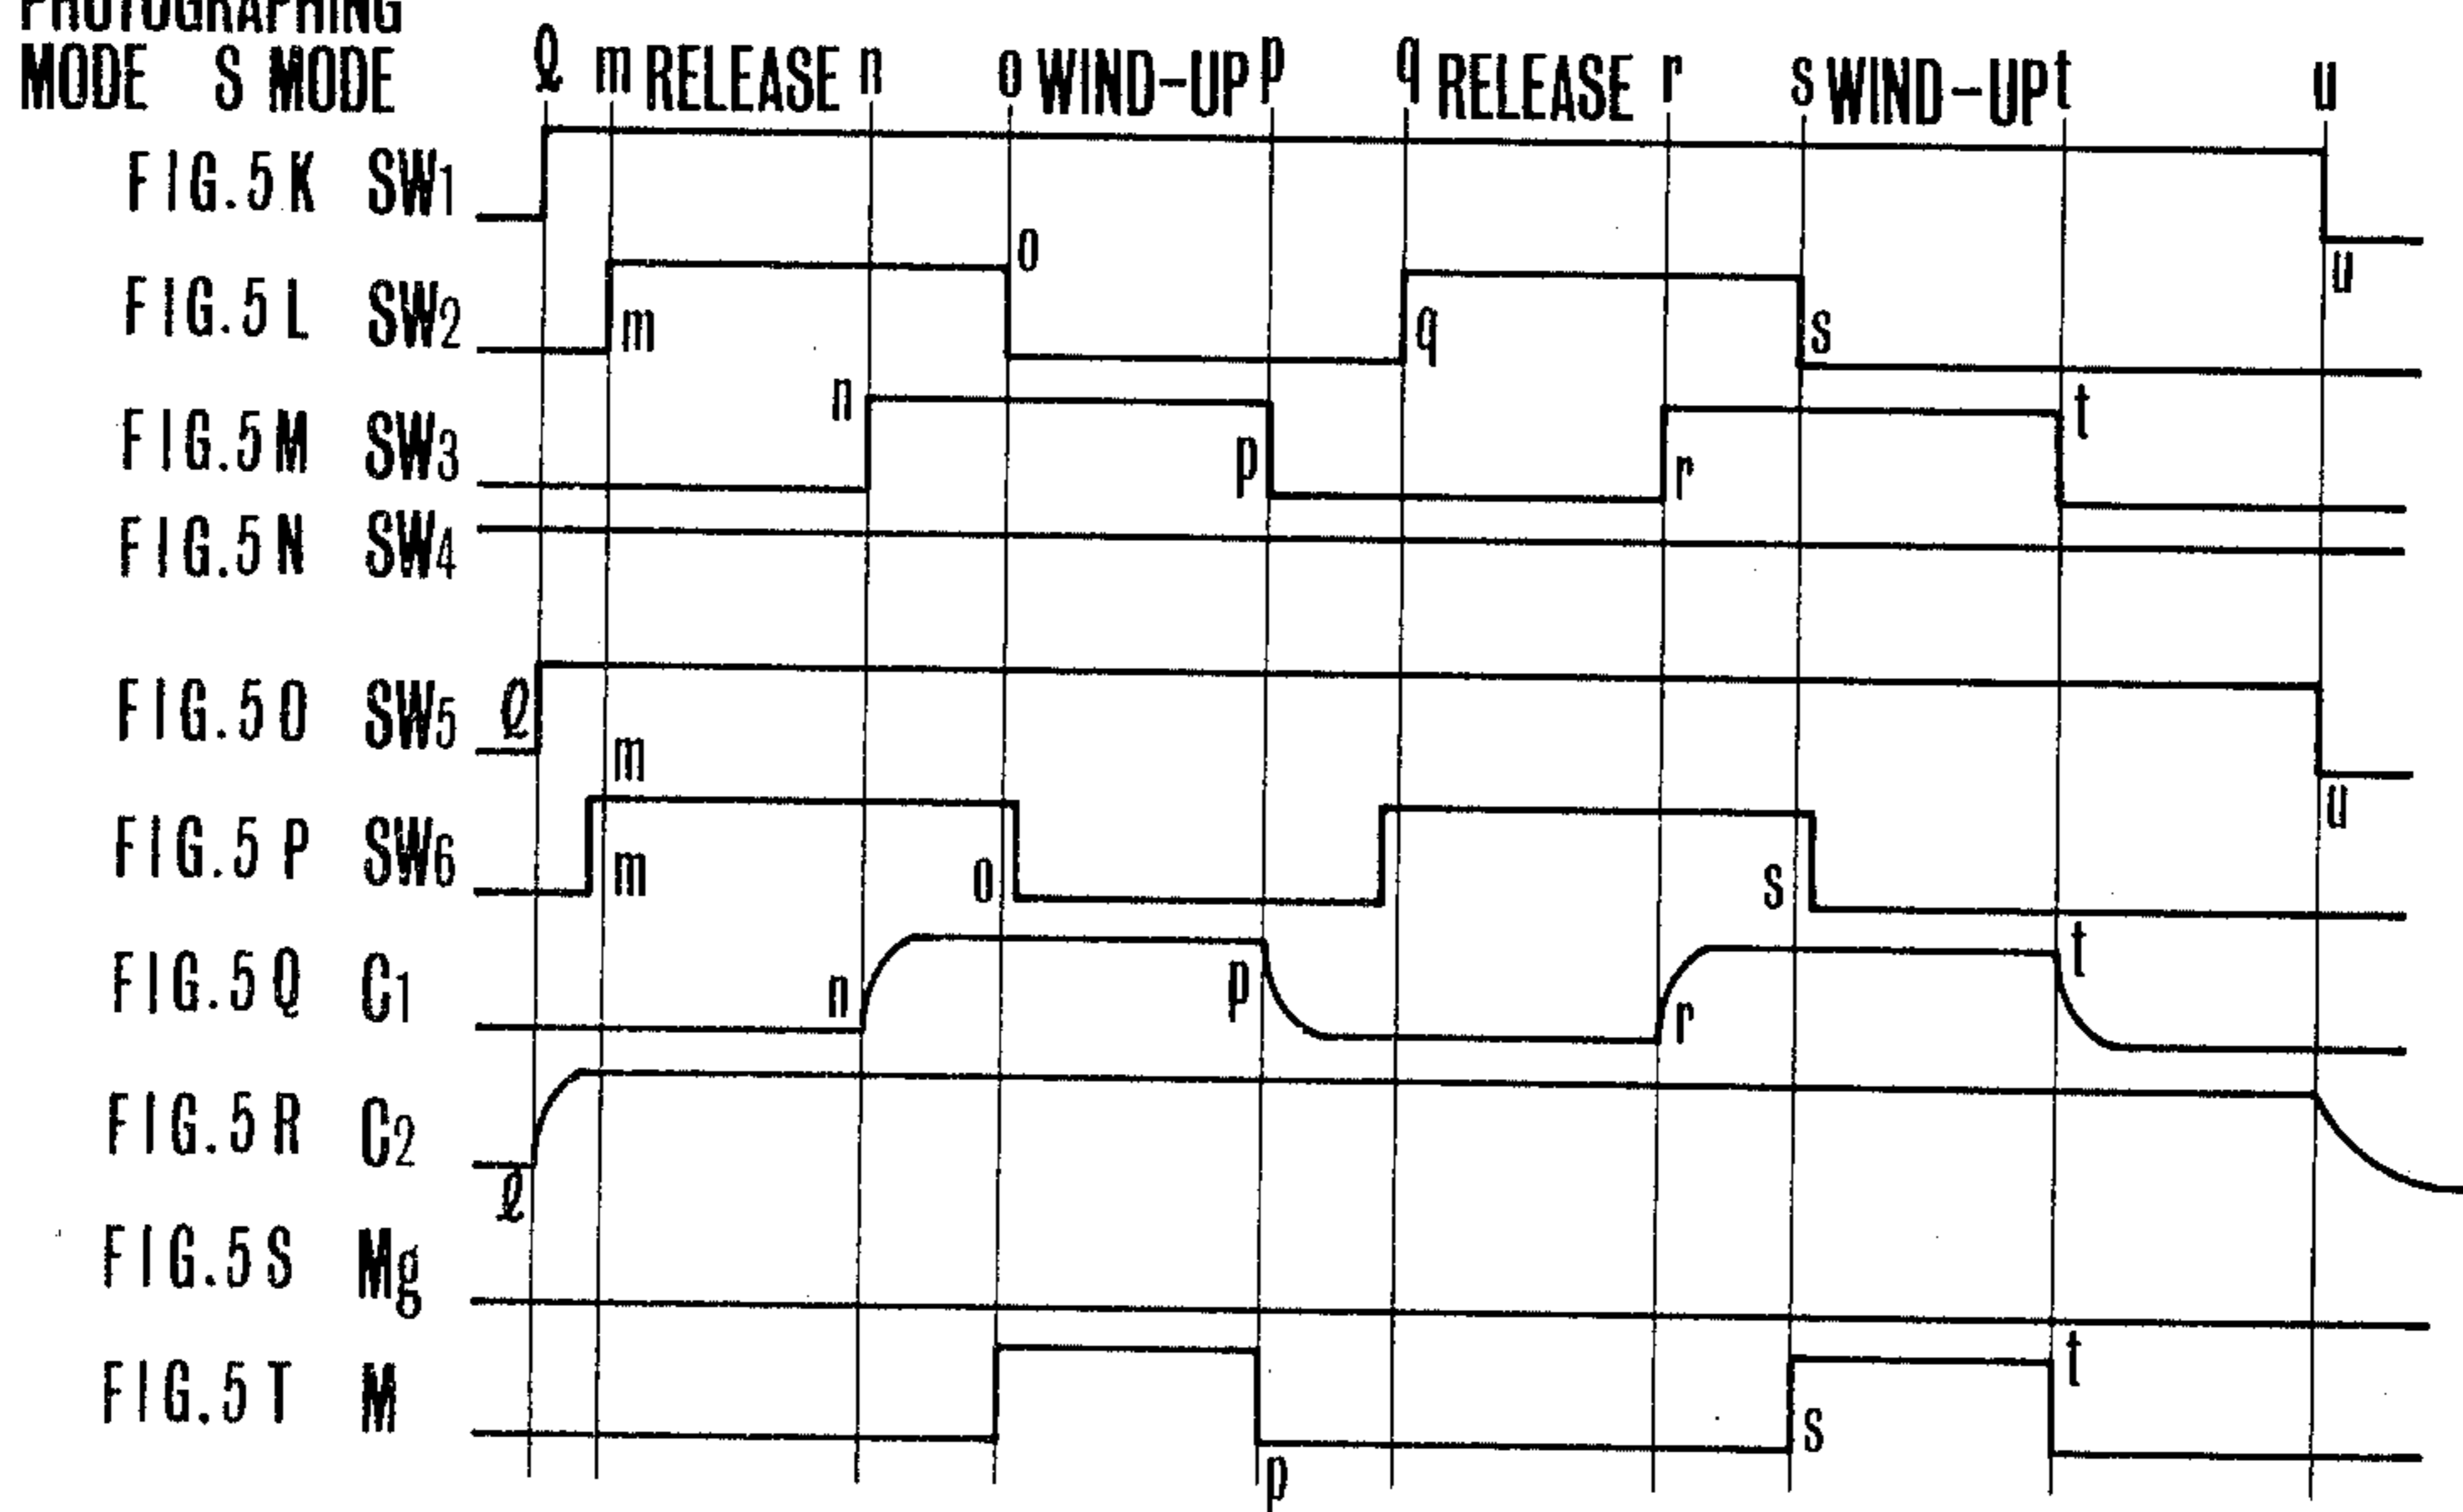 PHOTOGRAPHING
MODE S MODE ℓ m RELEASE n o WIND-UP p q RELEASE r s WIND-UP t u
FIG.5K SW1
u
FIG.5L SW2 m o q s
FIG.5M SW3 n p r t
FIG.5N SW4
FIG.5O SW5 ℓ u
m
FIG.5P SW6 m o s
FIG.5Q C1 n p r t
FIG.5R C2 ℓ
FIG.5S Mg
FIG.5T M p s t